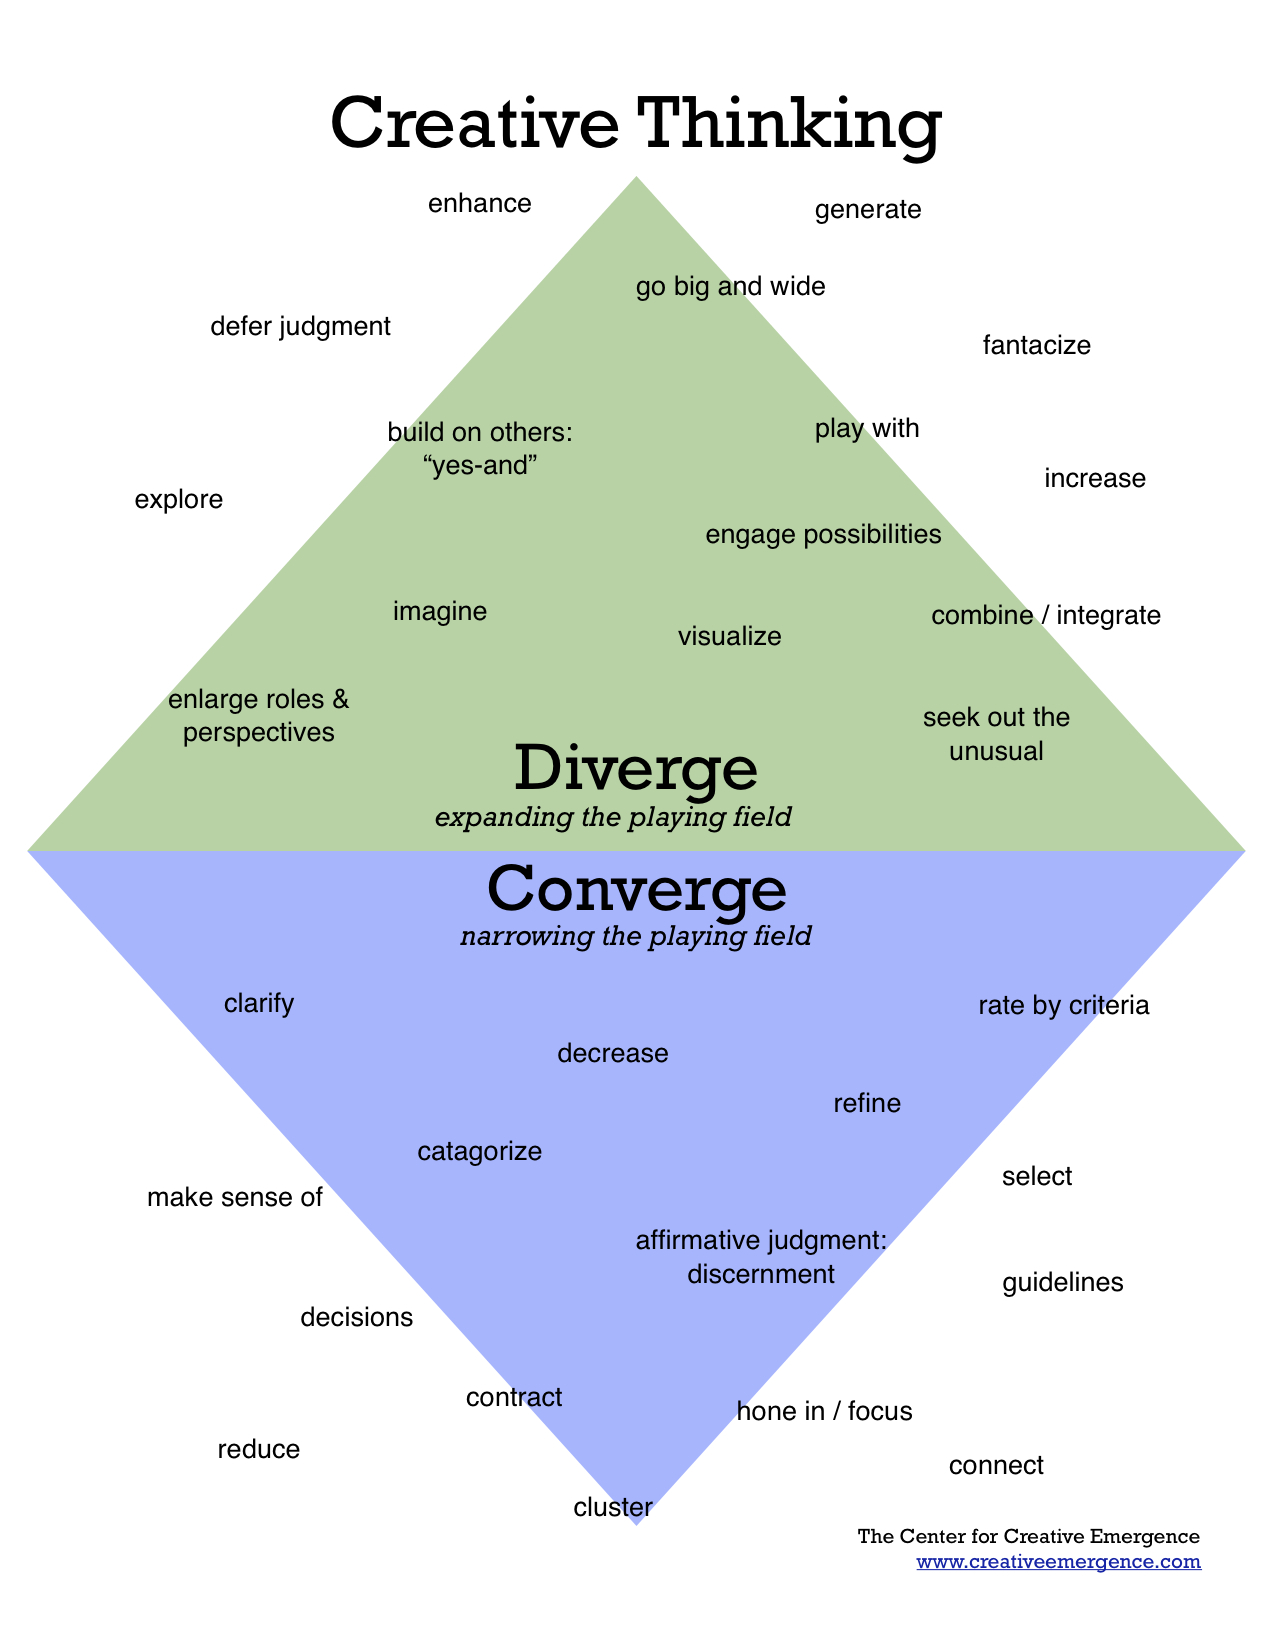 Creative Thinking
enhance
generate
go big and wide
defer judgment
fantacize
build on others:
“yes-and”
play with
increase
explore
engage possibilities
imagine
combine / integrate
visualize
enlarge roles &
perspectives
seek out the
unusual
Diverge
expanding the playing field
Converge
narrowing the playing field
clarify
rate by criteria
decrease
refine
catagorize
select
make sense of
affirmative judgment:
discernment
guidelines
decisions
contract
hone in / focus
reduce
connect
cluster
The Center for Creative Emergence
www.creativeemergence.com